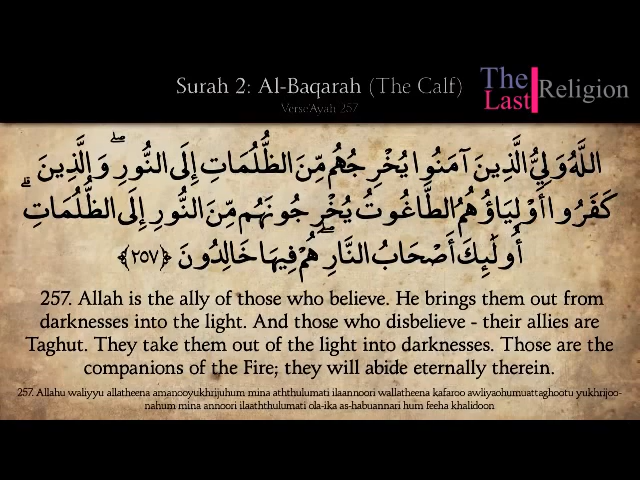 Surah 2: Al-Baqarah (The Calf)
Verse/Ayah 257
The
Last Religion
اللَّهُ وَلِيُّ الَّذِينَ آمَنُوا يُخْرِجُهُم مِّنَ الظُّلُمَاتِ إِلَى النُّورِ ۖ وَالَّذِينَ
كَفَرُوا أَوْلِيَاؤُهُمُ الطَّاغُوتُ يُخْرِجُونَهُم مِّنَ النُّورِ إِلَى الظُّلُمَاتِ ۗ
أُولَٰئِكَ أَصْحَابُ النَّارِ ۖ هُمْ فِيهَا خَالِدُونَ ﴿٢٥٧﴾
257. Allah is the ally of those who believe. He brings them out from
darknesses into the light. And those who disbelieve - their allies are
Taghut. They take them out of the light into darknesses. Those are the
companions of the Fire; they will abide eternally therein.
257. Allahu waliyyu allatheena amanooyukhrijuhum mina aththulumati ilaannoori wallatheena kafaroo awliyaohumuattaghootu yukhrijoo-
nahum mina annoori ilaaththulumati ola-ika as-habuannari hum feeha khalidoon